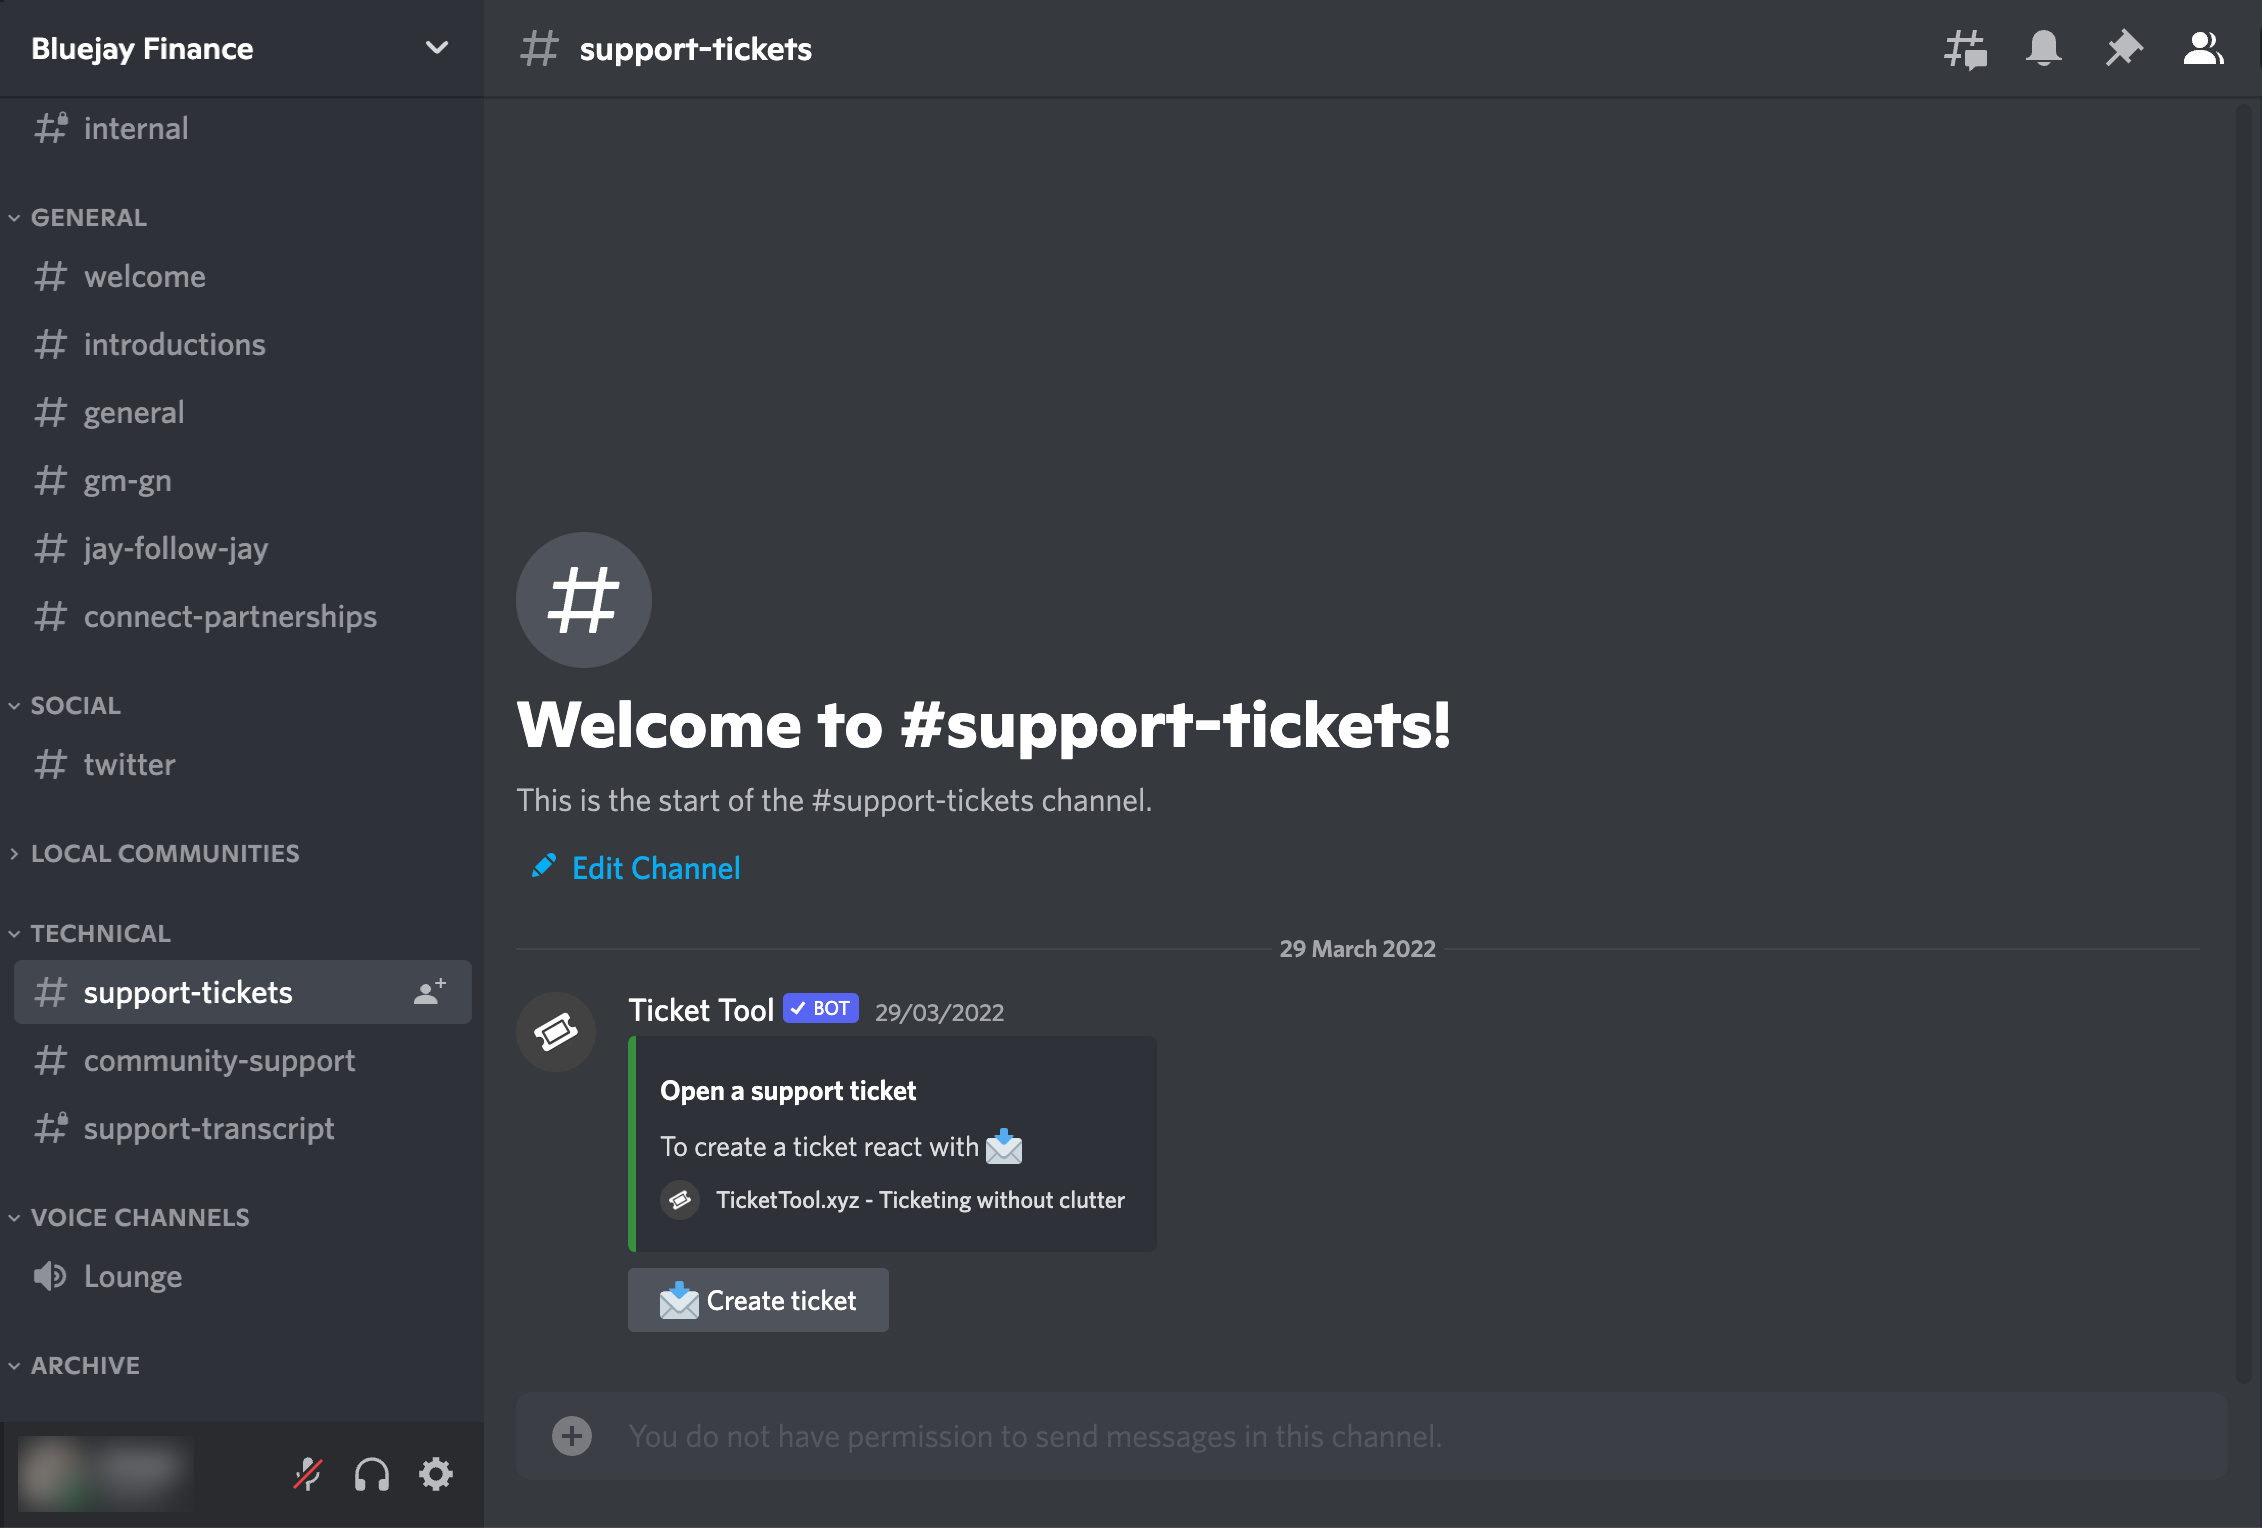 Bluejay Finance
internal
GENERAL
welcome
introductions
general
gm-gn
jay-follow-jay
connect-partnerships
SOCIAL
twitter
LOCAL COMMUNITIES
TECHNICAL
support-tickets
community-support
support-transcript
VOICE CHANNELS
Lounge
ARCHIVE
# support-tickets
Welcome to #support-tickets!
This is the start of the #support-tickets channel.
Edit Channel
29 March 2022
Ticket Tool BOT 29/03/2022
Open a support ticket
To create a ticket react with
TicketTool.xyz - Ticketing without clutter
Create ticket
You do not have permission to send messages in this channel.